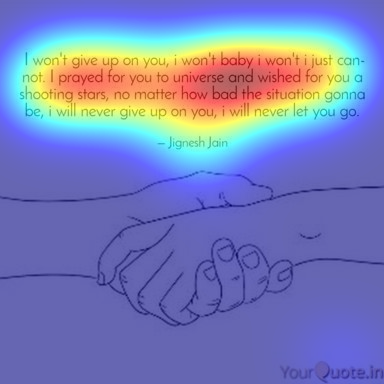 I won't give up on you, i won't baby i won't i just can-
not. I prayed for you to universe and wished for you a
shooting stars, no matter how bad the situation gonna
be, i will never give up on you, i will never let you go.
— Jignesh Jain
YourQuote.in